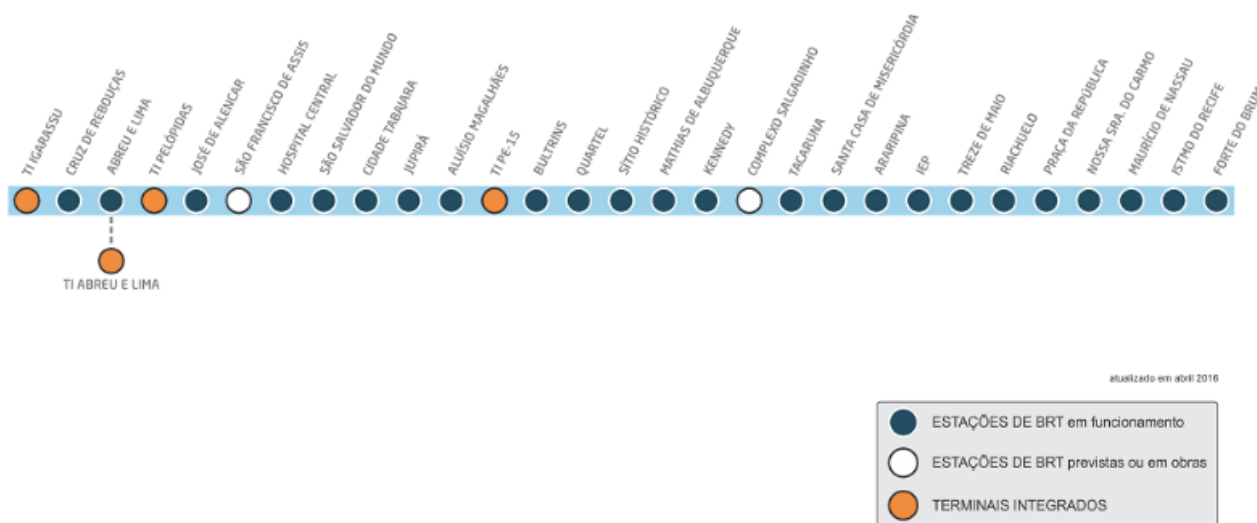 TI IGARASSU
CRUZ DE REBOUÇAS
ABREU E LIMA
TI PELÓPIDAS
JOSÉ DE ALENCAR
SÃO FRANCISCO DE ASSIS
HOSPITAL CENTRAL
SÃO SALVADOR DO MUNDO
CIDADE TABAJARA
JUPIRÁ
ALUÍSIO MAGALHÃES
TI PE-15
BULTRINS
QUARTEL
SÍTIO HISTÓRICO
MATHIAS DE ALBUQUERQUE
KENNEDY
COMPLEXO SALGADINHO
TACARUNA
SANTA CASA DE MISERICÓRDIA
ARARIPINA
IEP
TREZE DE MAIO
RIACHUELO
PRAÇA DA REPÚBLICA
NOSSA SRA. DO CARMO
MAURÍCIO DE NASSAU
ISTMO DO RECIFE
FORTE DO BRUM
TI ABREU E LIMA
atualizado em abril 2016
ESTAÇÕES DE BRT em funcionamento
ESTAÇÕES DE BRT previstas ou em obras
TERMINAIS INTEGRADOS